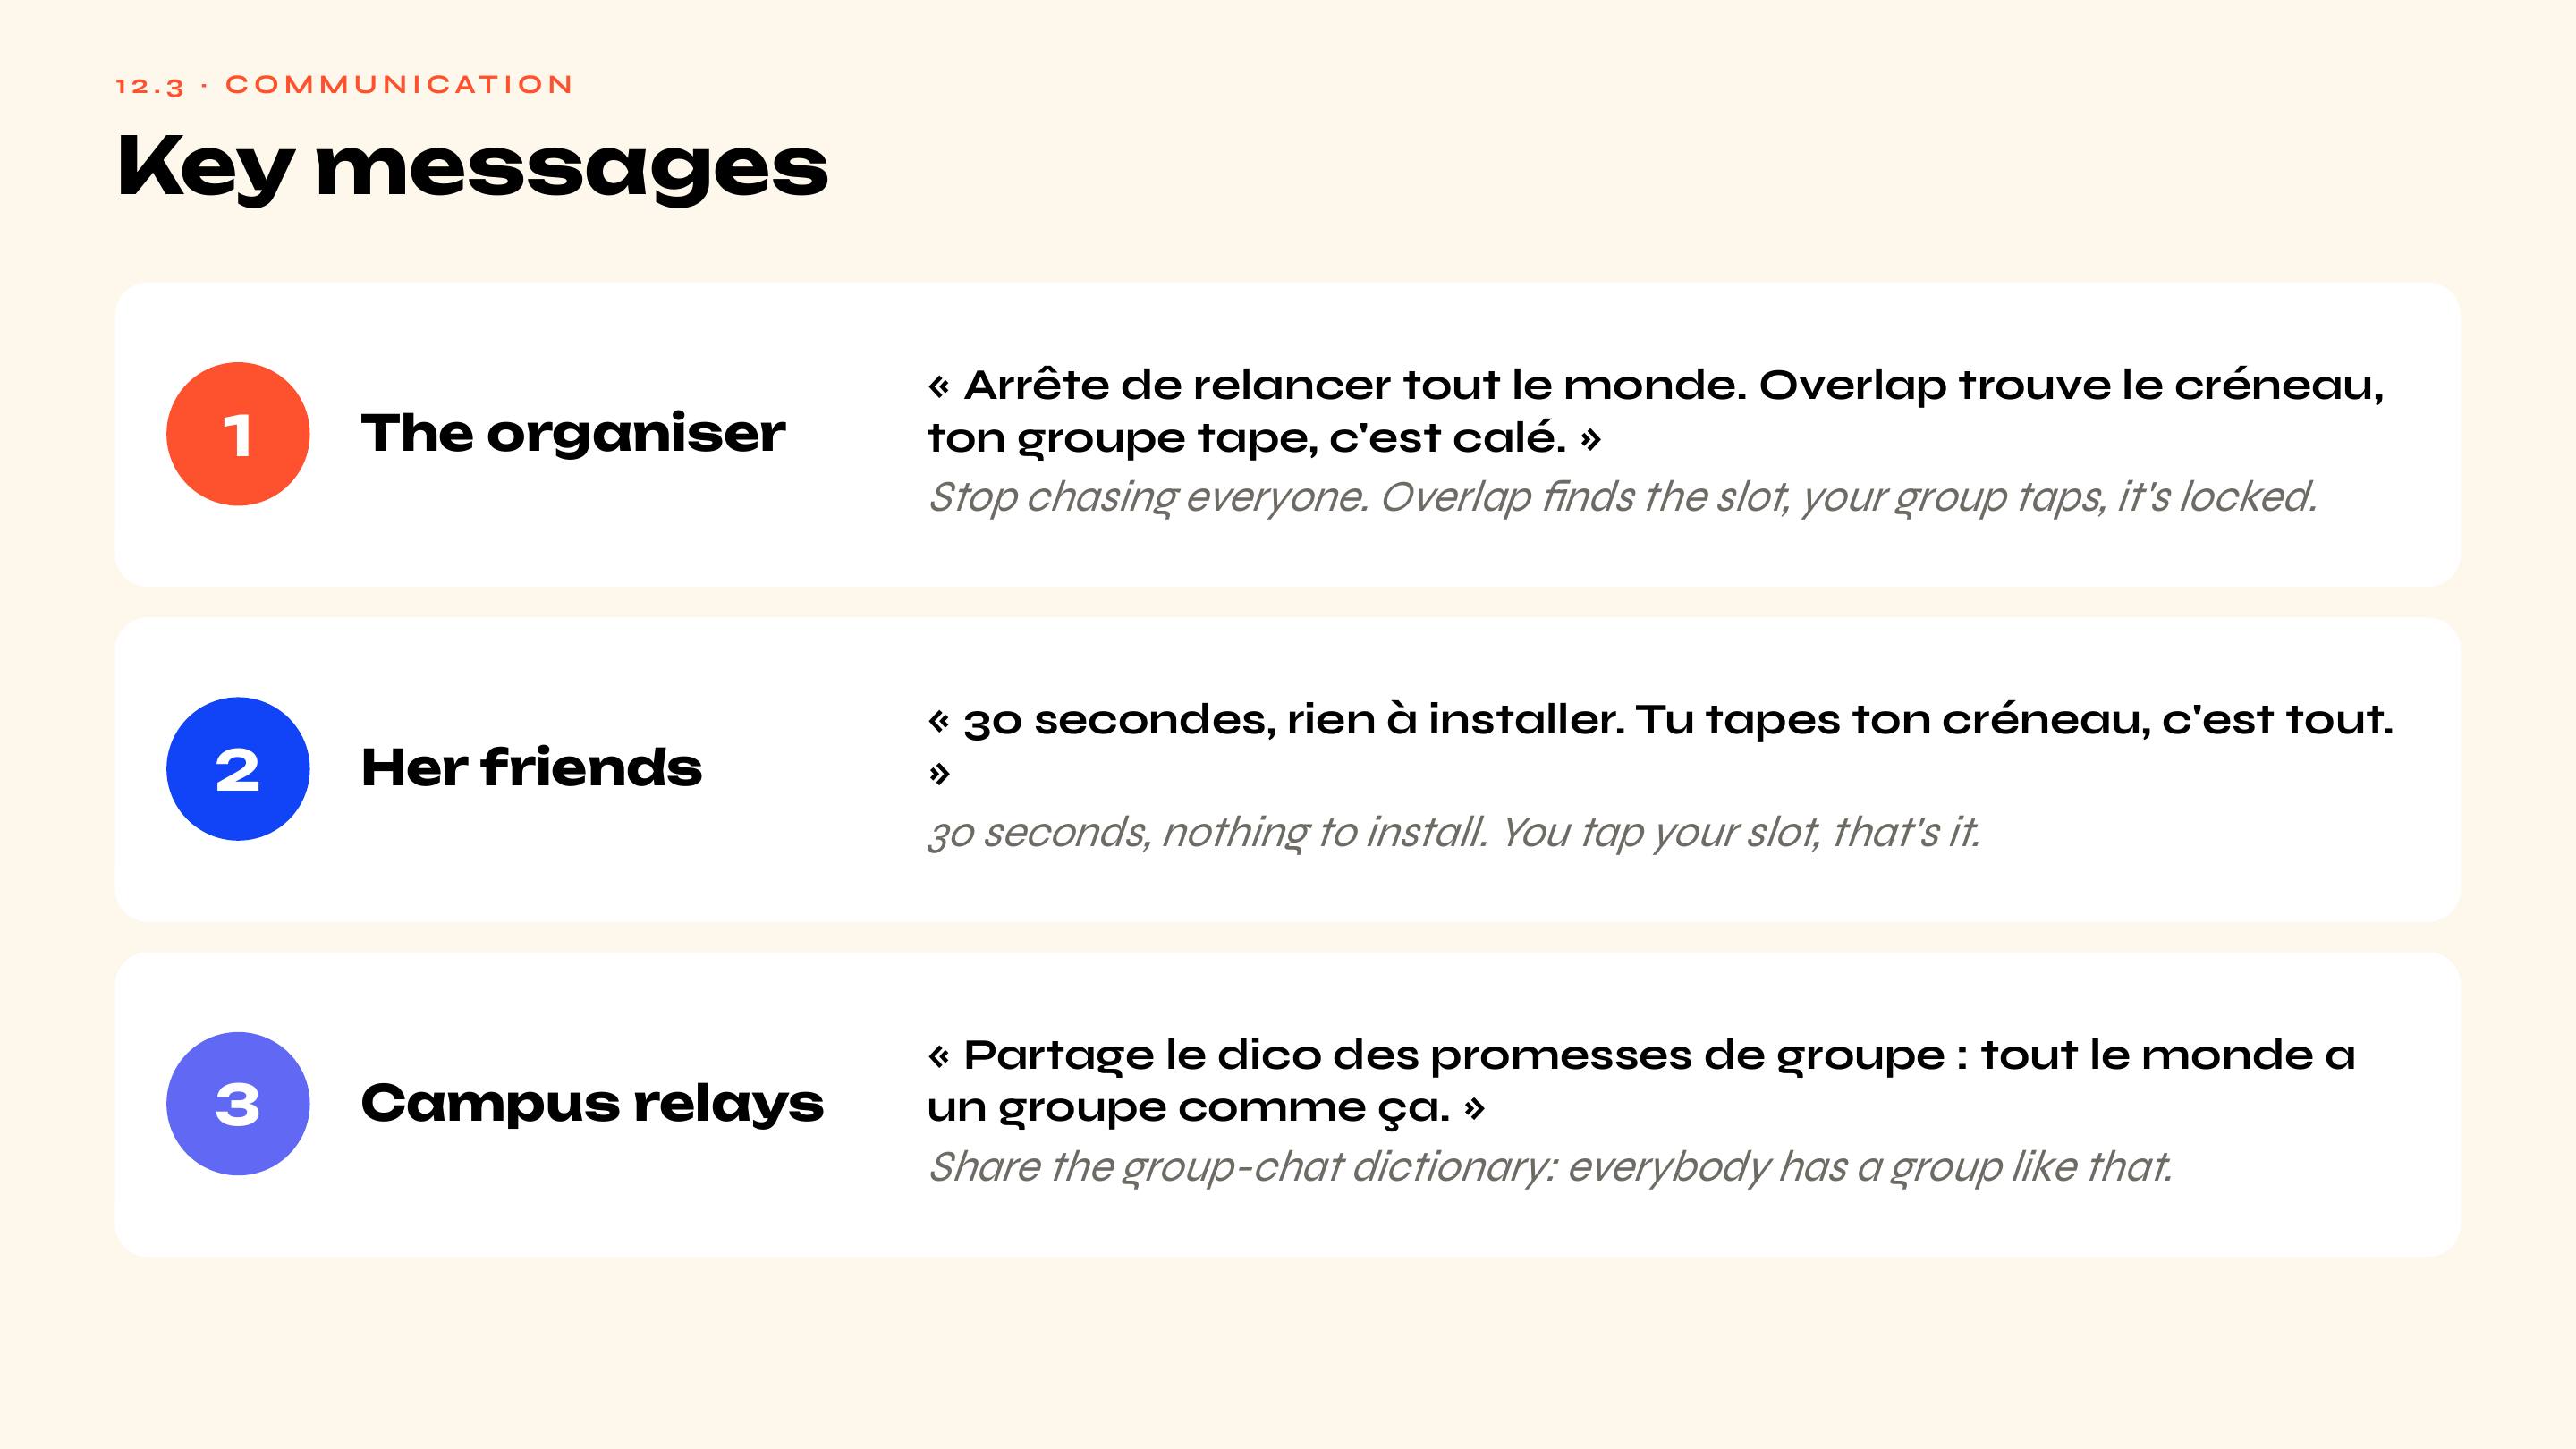 12.3 · COMMUNICATION
Key messages
1
The organiser
« Arrête de relancer tout le monde. Overlap trouve le créneau,
ton groupe tape, c'est calé. »
Stop chasing everyone. Overlap finds the slot, your group taps, it's locked.
2
Her friends
« 30 secondes, rien à installer. Tu tapes ton créneau, c'est tout.
»
30 seconds, nothing to install. You tap your slot, that's it.
3
Campus relays
« Partage le dico des promesses de groupe : tout le monde a
un groupe comme ça. »
Share the group-chat dictionary: everybody has a group like that.